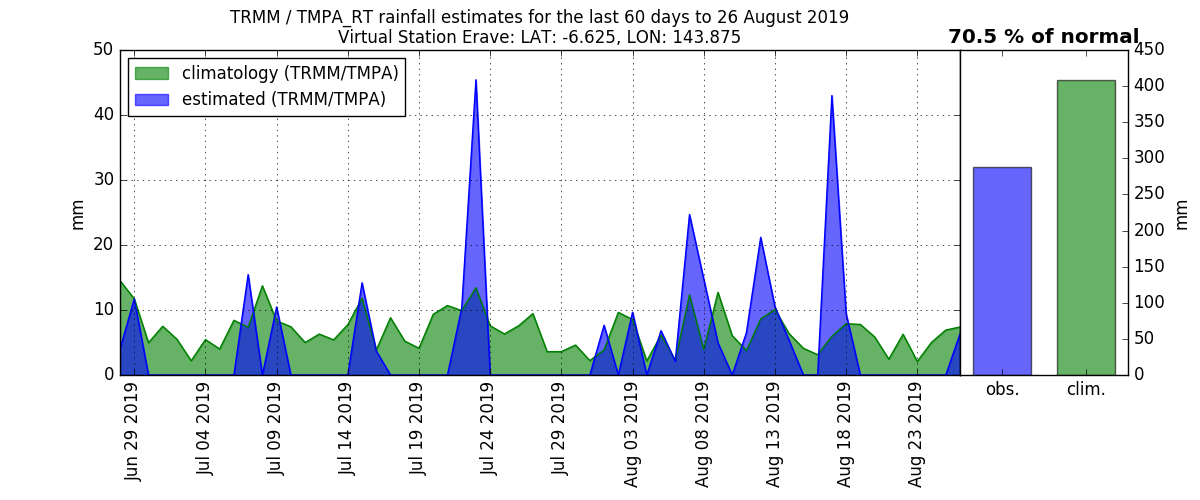 TRMM / TMPA_RT rainfall estimates for the last 60 days to 26 August 2019
Virtual Station Erave: LAT: -6.625, LON: 143.875
70.5 % of normal
climatology (TRMM/TMPA)
estimated (TRMM/TMPA)
50
40
30
20
10
0
mm
Jun 29 2019
Jul 04 2019
Jul 09 2019
Jul 14 2019
Jul 19 2019
Jul 24 2019
Jul 29 2019
Aug 03 2019
Aug 08 2019
Aug 13 2019
Aug 18 2019
Aug 23 2019
450
400
350
300
250
200
150
100
50
0
mm
obs.
clim.